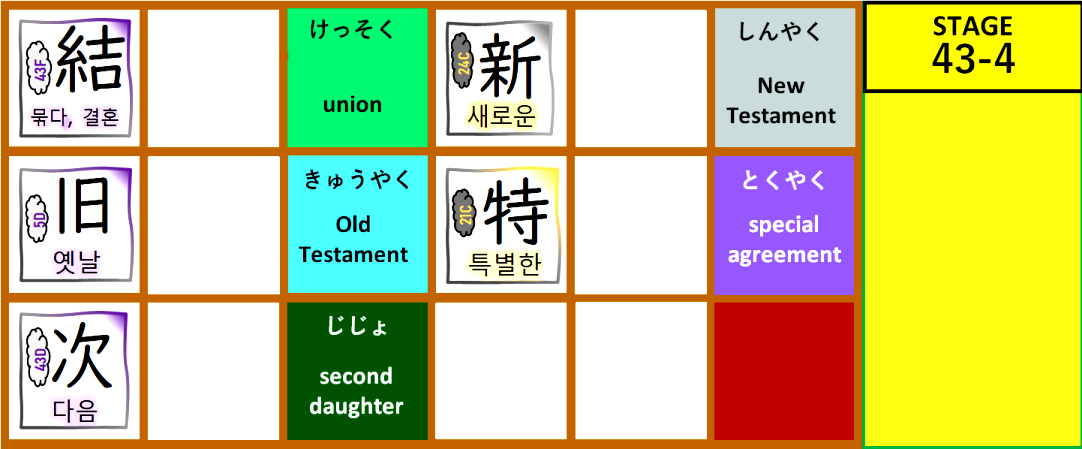 43F
結
묶다, 결혼
けっそく
union
24C
新
새로운
しんやく
New
Testament
STAGE
43-4
5D
旧
옛날
きゅうやく
Old
Testament
21C
特
특별한
とくやく
special
agreement
43D
次
다음
じじょ
second
daughter